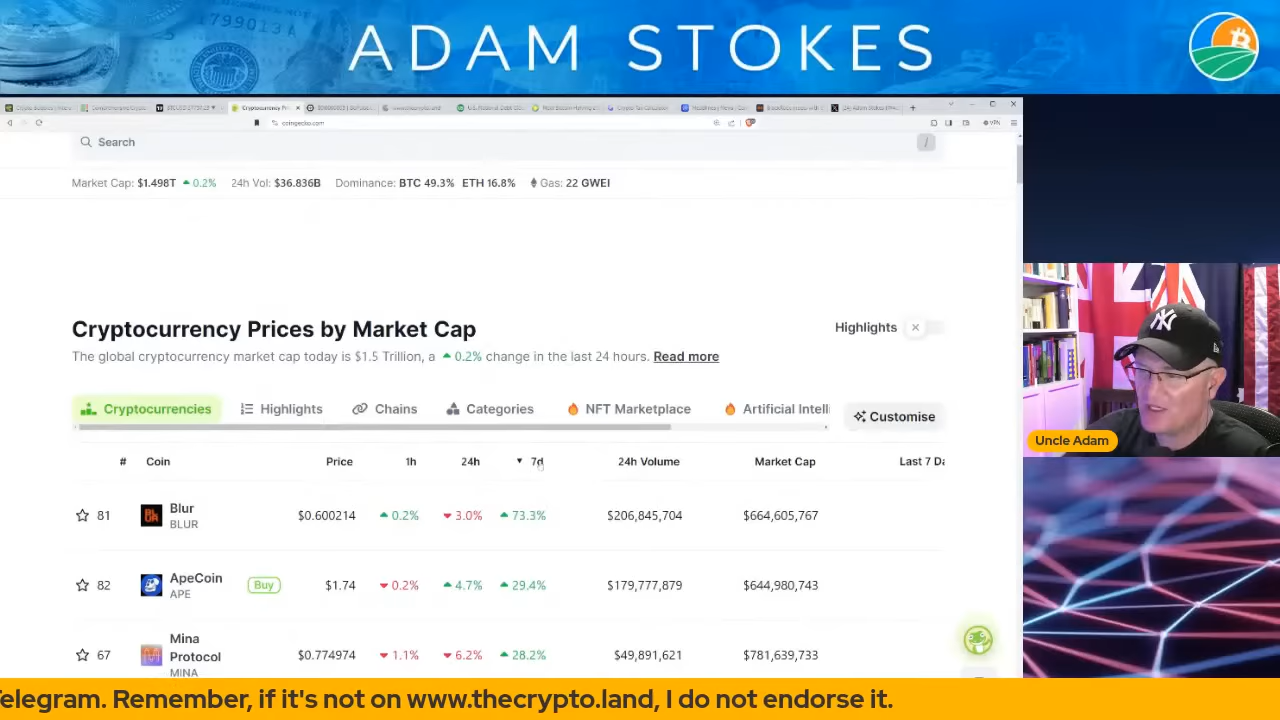 ADAM STOKES
coingecko.com
VPN
Search
/
Market Cap: $1.498T 0.2% 24h Vol: $36.836B Dominance: BTC 49.3% ETH 16.8% Gas: 22 GWEI
Cryptocurrency Prices by Market Cap
Highlights
The global cryptocurrency market cap today is $1.5 Trillion, a 0.2% change in the last 24 hours. Read more
Cryptocurrencies Highlights Chains Categories NFT Marketplace Artificial Intelli
Customise
# Coin Price 1h 24h 7d 24h Volume Market Cap Last 7 Da
81 Blur BLUR $0.600214 0.2% 3.0% 73.3% $206,845,704 $664,605,767
82 ApeCoin APE Buy $1.74 0.2% 4.7% 29.4% $179,777,879 $644,980,743
67 Mina Protocol MINA $0.774974 1.1% 6.2% 28.2% $49,891,621 $781,639,733
Uncle Adam
elegram. Remember, if it's not on www.thecrypto.land, I do not endorse it.